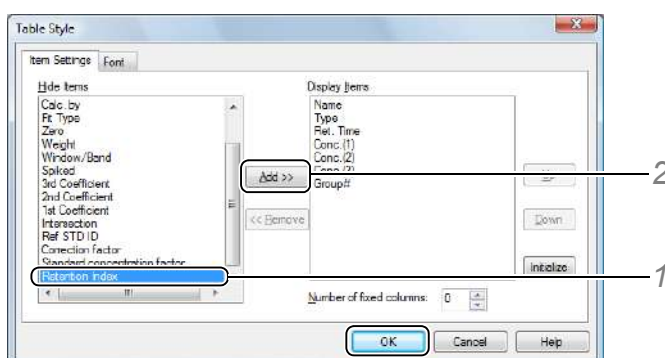 Table Style
Item Settings Font
Hide Items
Display Items
Calc. by
Fit Type
Zero
Weight
Window/Band
Spiked
3rd Coefficient
2nd Coefficient
1st Coefficient
Intersection
Ref STD ID
Correction factor
Standard concentration factor
Retention Index
Add >>
<< Remove
Name
Type
Ret. Time
Conc.(1)
Conc.(2)
Group#
Down
Initialize
2
1
Number of fixed columns: 0
OK Cancel Help